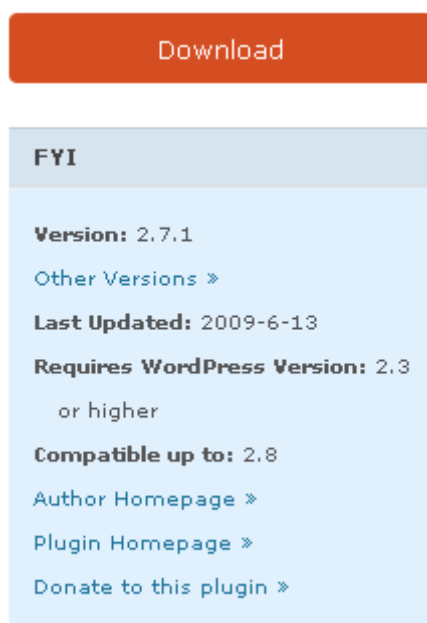 Download
FYI
Version: 2.7.1
Other Versions »
Last Updated: 2009-6-13
Requires WordPress Version: 2.3
or higher
Compatible up to: 2.8
Author Homepage »
Plugin Homepage »
Donate to this plugin »